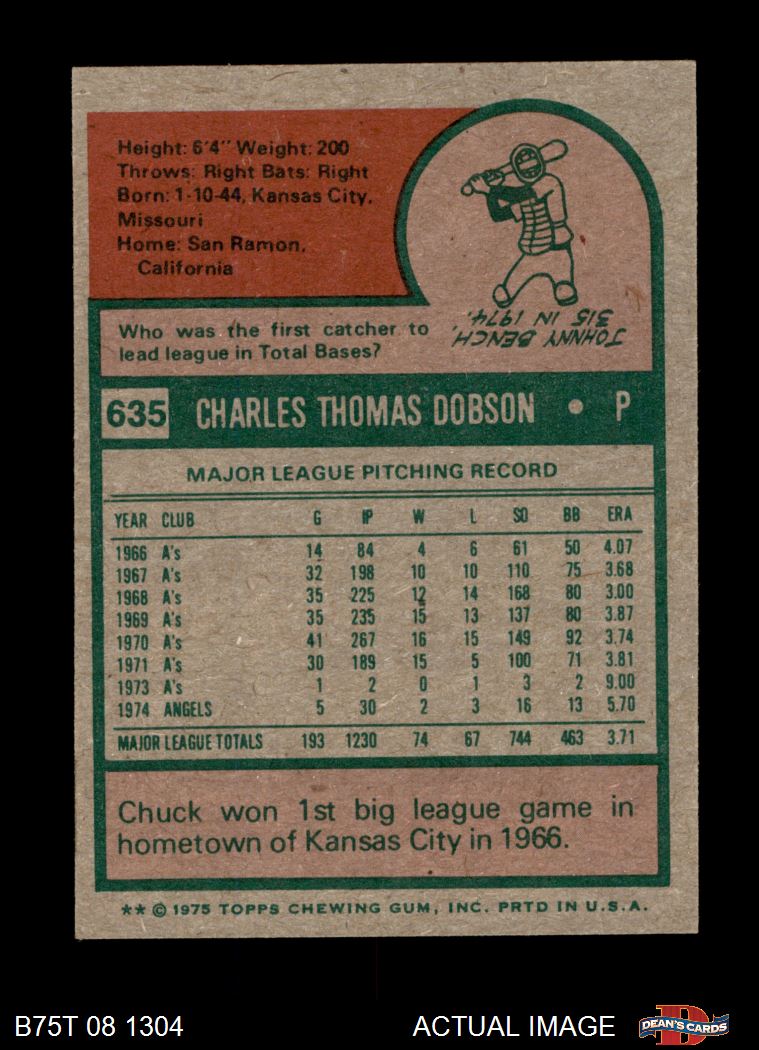 Height: 6'4" Weight: 200
Throws: Right Bats: Right
Born: 1-10-44, Kansas City,
Missouri
Home: San Ramon,
California
Who was the first catcher to
lead league in Total Bases?
JOHNNY BENCH,
315 IN 1974.
635 CHARLES THOMAS DOBSON • P
MAJOR LEAGUE PITCHING RECORD
YEAR CLUB G IP W L SO BB ERA
1966 A's 14 84 4 6 61 50 4.07
1967 A's 32 198 10 10 110 75 3.68
1968 A's 35 225 12 14 168 80 3.00
1969 A's 35 235 15 13 137 80 3.87
1970 A's 41 267 16 15 149 92 3.74
1971 A's 30 189 15 5 100 71 3.81
1973 A's 1 2 0 1 3 2 9.00
1974 ANGELS 5 30 2 3 16 13 5.70
MAJOR LEAGUE TOTALS 193 1230 74 67 744 463 3.71
Chuck won 1st big league game in
hometown of Kansas City in 1966.
** © 1975 TOPPS CHEWING GUM, INC. PRTD IN U.S.A.
B75T 08 1304 ACTUAL IMAGE D DEAN'S CARDS